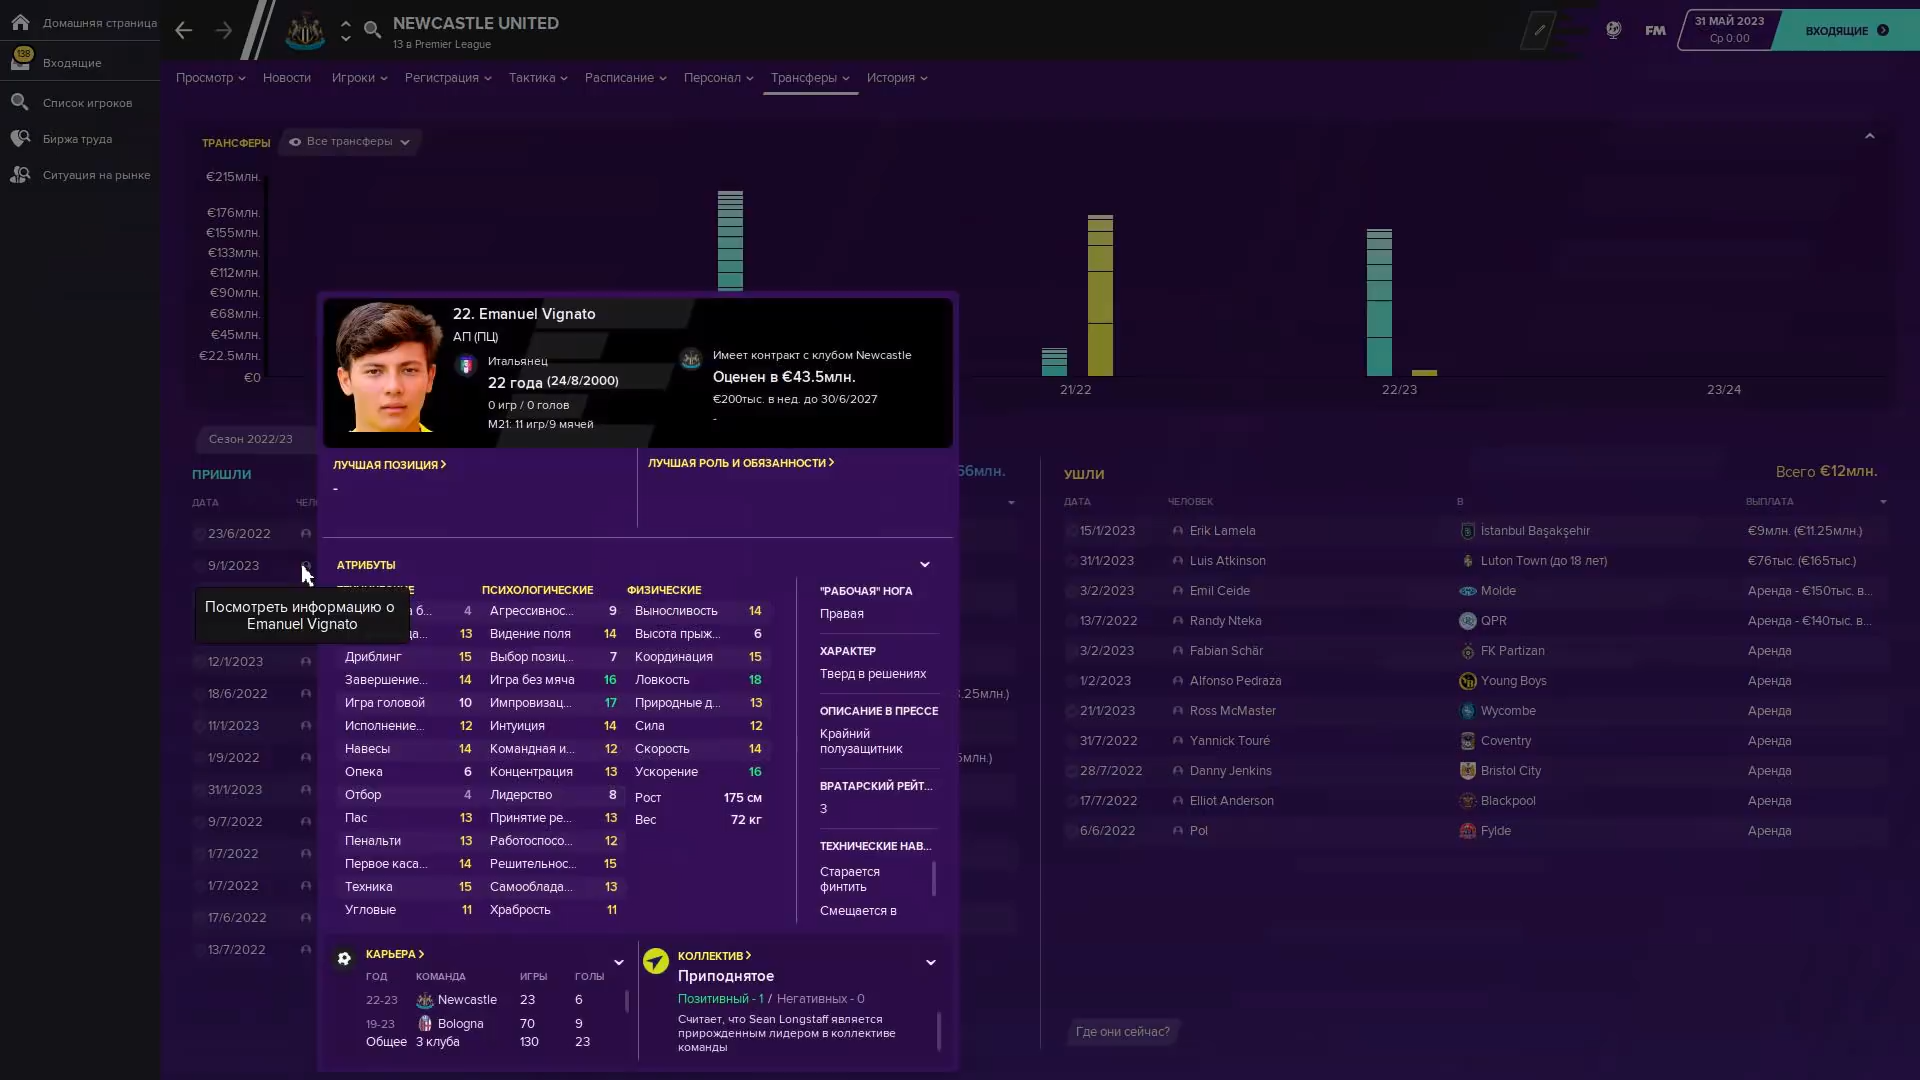 Домашняя страница
138
Входящие
Список игроков
Биржа труда
Ситуация на рынке
NEWCASTLE UNITED
13 в Premier League
FM
31 МАЙ 2023
Ср 0:00
ВХОДЯЩИЕ
Просмотр Новости Игроки Регистрация Тактика Расписание Персонал Трансферы История
ТРАНСФЕРЫ Все трансферы
€215млн.
€176млн.
€155млн.
€133млн.
€112млн.
€90млн.
€68млн.
€45млн.
€22.5млн.
€0
21/22 22/23 23/24
22. Emanuel Vignato
АП (ПЦ)
Итальянец
22 года (24/8/2000)
0 игр / 0 голов
М21: 11 игр/9 мячей
Имеет контракт с клубом Newcastle
Оценен в €43.5млн.
€200тыс. в нед. до 30/6/2027
-
ЛУЧШАЯ ПОЗИЦИЯ
-
ЛУЧШАЯ РОЛЬ И ОБЯЗАННОСТИ
АТРИБУТЫ
ПСИХОЛОГИЧЕСКИЕ ФИЗИЧЕСКИЕ
4 Агрессивнос... 9 Выносливость 14
13 Видение поля 14 Высота прыж... 6
Дриблинг 15 Выбор позиц... 7 Координация 15
Завершение... 14 Игра без мяча 16 Ловкость 18
Игра головой 10 Импровизац... 17 Природные д... 13
Исполнение... 12 Интуиция 14 Сила 12
Навесы 14 Командная и... 12 Скорость 14
Опека 6 Концентрация 13 Ускорение 16
Отбор 4 Лидерство 8 Рост 175 см
Пас 13 Принятие ре... 13 Вес 72 кг
Пенальти 13 Работоспосо... 12
Первое каса... 14 Решительнос... 15
Техника 15 Самооблада... 13
Угловые 11 Храбрость 11
"РАБОЧАЯ" НОГА
Правая
ХАРАКТЕР
Тверд в решениях
ОПИСАНИЕ В ПРЕССЕ
Крайний
полузащитник
ВРАТАРСКИЙ РЕЙТ...
3
ТЕХНИЧЕСКИЕ НАВ...
Старается
финтить
Смещается в
КАРЬЕРА
ГОД КОМАНДА ИГРЫ ГОЛЫ
22-23 Newcastle 23 6
19-23 Bologna 70 9
Общее 3 клуба 130 23
КОЛЛЕКТИВ
Приподнятое
Позитивный - 1 / Негативных - 0
Считает, что Sean Longstaff является
прирожденным лидером в коллективе
команды
Посмотреть информацию о
Emanuel Vignato
Сезон 2022/23
ПРИШЛИ
66млн.
ДАТА
23/6/2022
9/1/2023
12/1/2023
18/6/2022 3.25млн.)
11/1/2023
1/9/2022 5млн.)
31/1/2023
9/7/2022
1/7/2022
1/7/2022
17/6/2022
13/7/2022
УШЛИ Всего €12млн.
ДАТА ЧЕЛОВЕК В ВЫПЛАТА
15/1/2023 Erik Lamela İstanbul Başakşehir €9млн. (€11.25млн.)
31/1/2023 Luis Atkinson Luton Town (до 18 лет) €76тыс. (€165тыс.)
3/2/2023 Emil Ceide Molde Аренда - €150тыс. в...
13/7/2022 Randy Nteka QPR Аренда - €140тыс. в...
3/2/2023 Fabian Schär FK Partizan Аренда
1/2/2023 Alfonso Pedraza Young Boys Аренда
21/1/2023 Ross McMaster Wycombe Аренда
31/7/2022 Yannick Touré Coventry Аренда
28/7/2022 Danny Jenkins Bristol City Аренда
17/7/2022 Elliot Anderson Blackpool Аренда
6/6/2022 Pol Fylde Аренда
Где они сейчас?